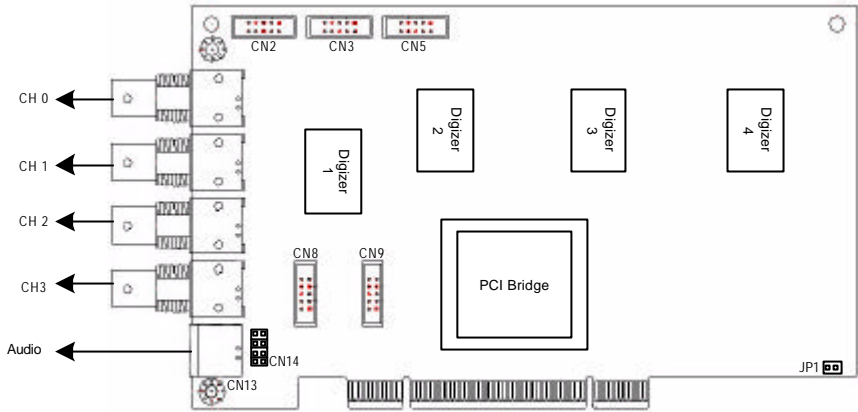 CN2
CN3
CN5
CH 0
CH 1
CH 2
CH3
Audio
Digizer
1
Digizer
2
Digizer
3
Digizer
4
CN8
CN9
PCI Bridge
CN14
CN13
JP1